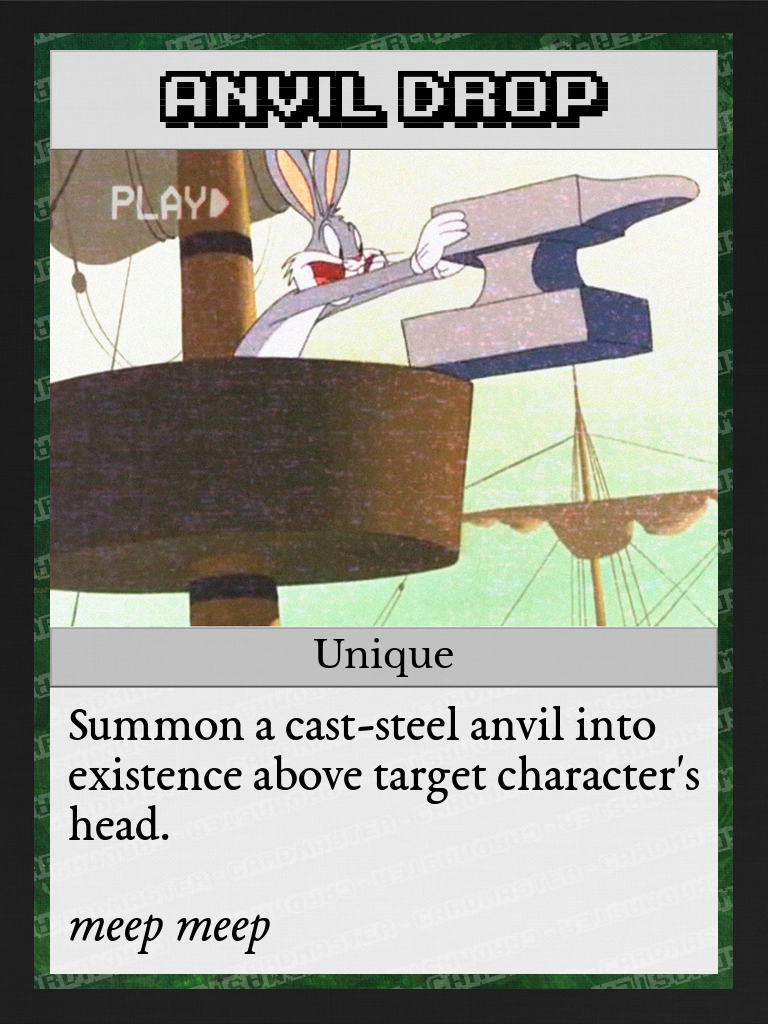 ANVIL DROP
PLAY
Unique
Summon a cast-steel anvil into
existence above target character's
head.
meep meep